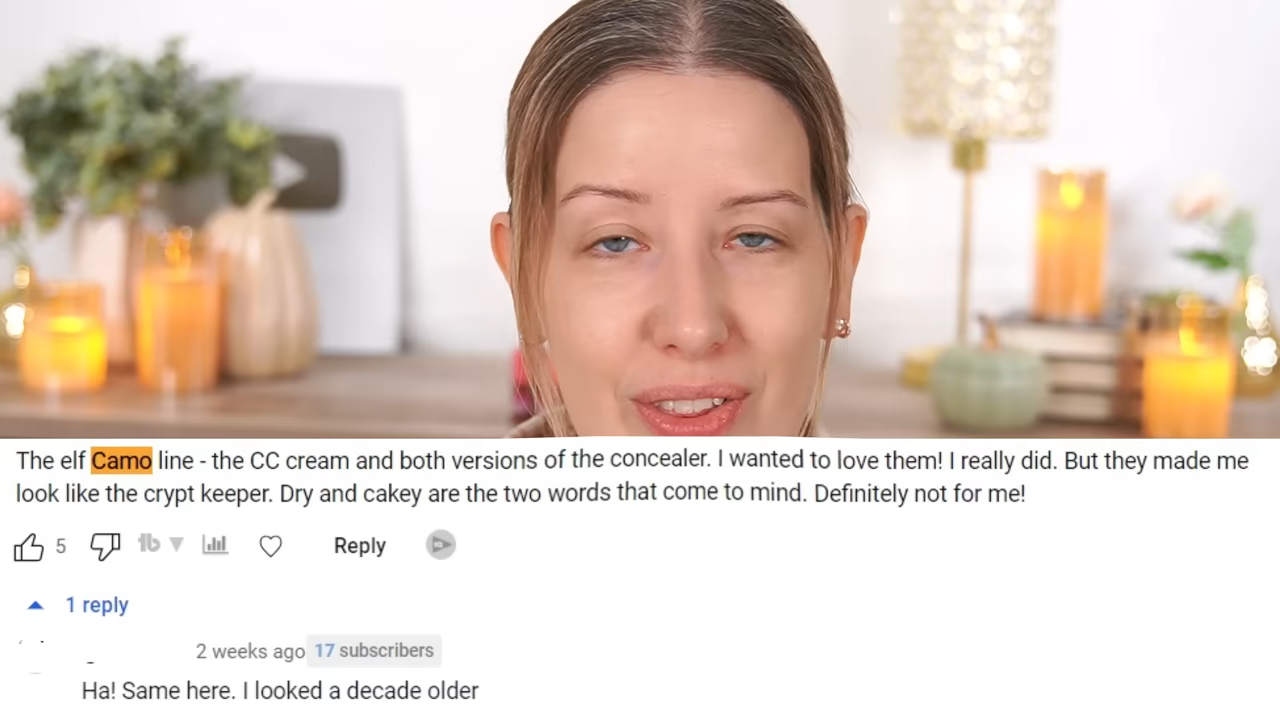 The elf Camo line - the CC cream and both versions of the concealer. I wanted to love them! I really did. But they made me
look like the crypt keeper. Dry and cakey are the two words that come to mind. Definitely not for me!
5
Reply
1 reply
2 weeks ago 17 subscribers
Ha! Same here. I looked a decade older